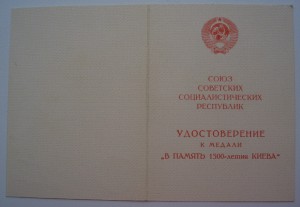 СОЮЗ
СОВЕТСКИХ
СОЦИАЛИСТИЧЕСКИХ
РЕСПУБЛИК
УДОСТОВЕРЕНИЕ
К МЕДАЛИ
„В ПАМЯТЬ 1500-летия КИЕВА"